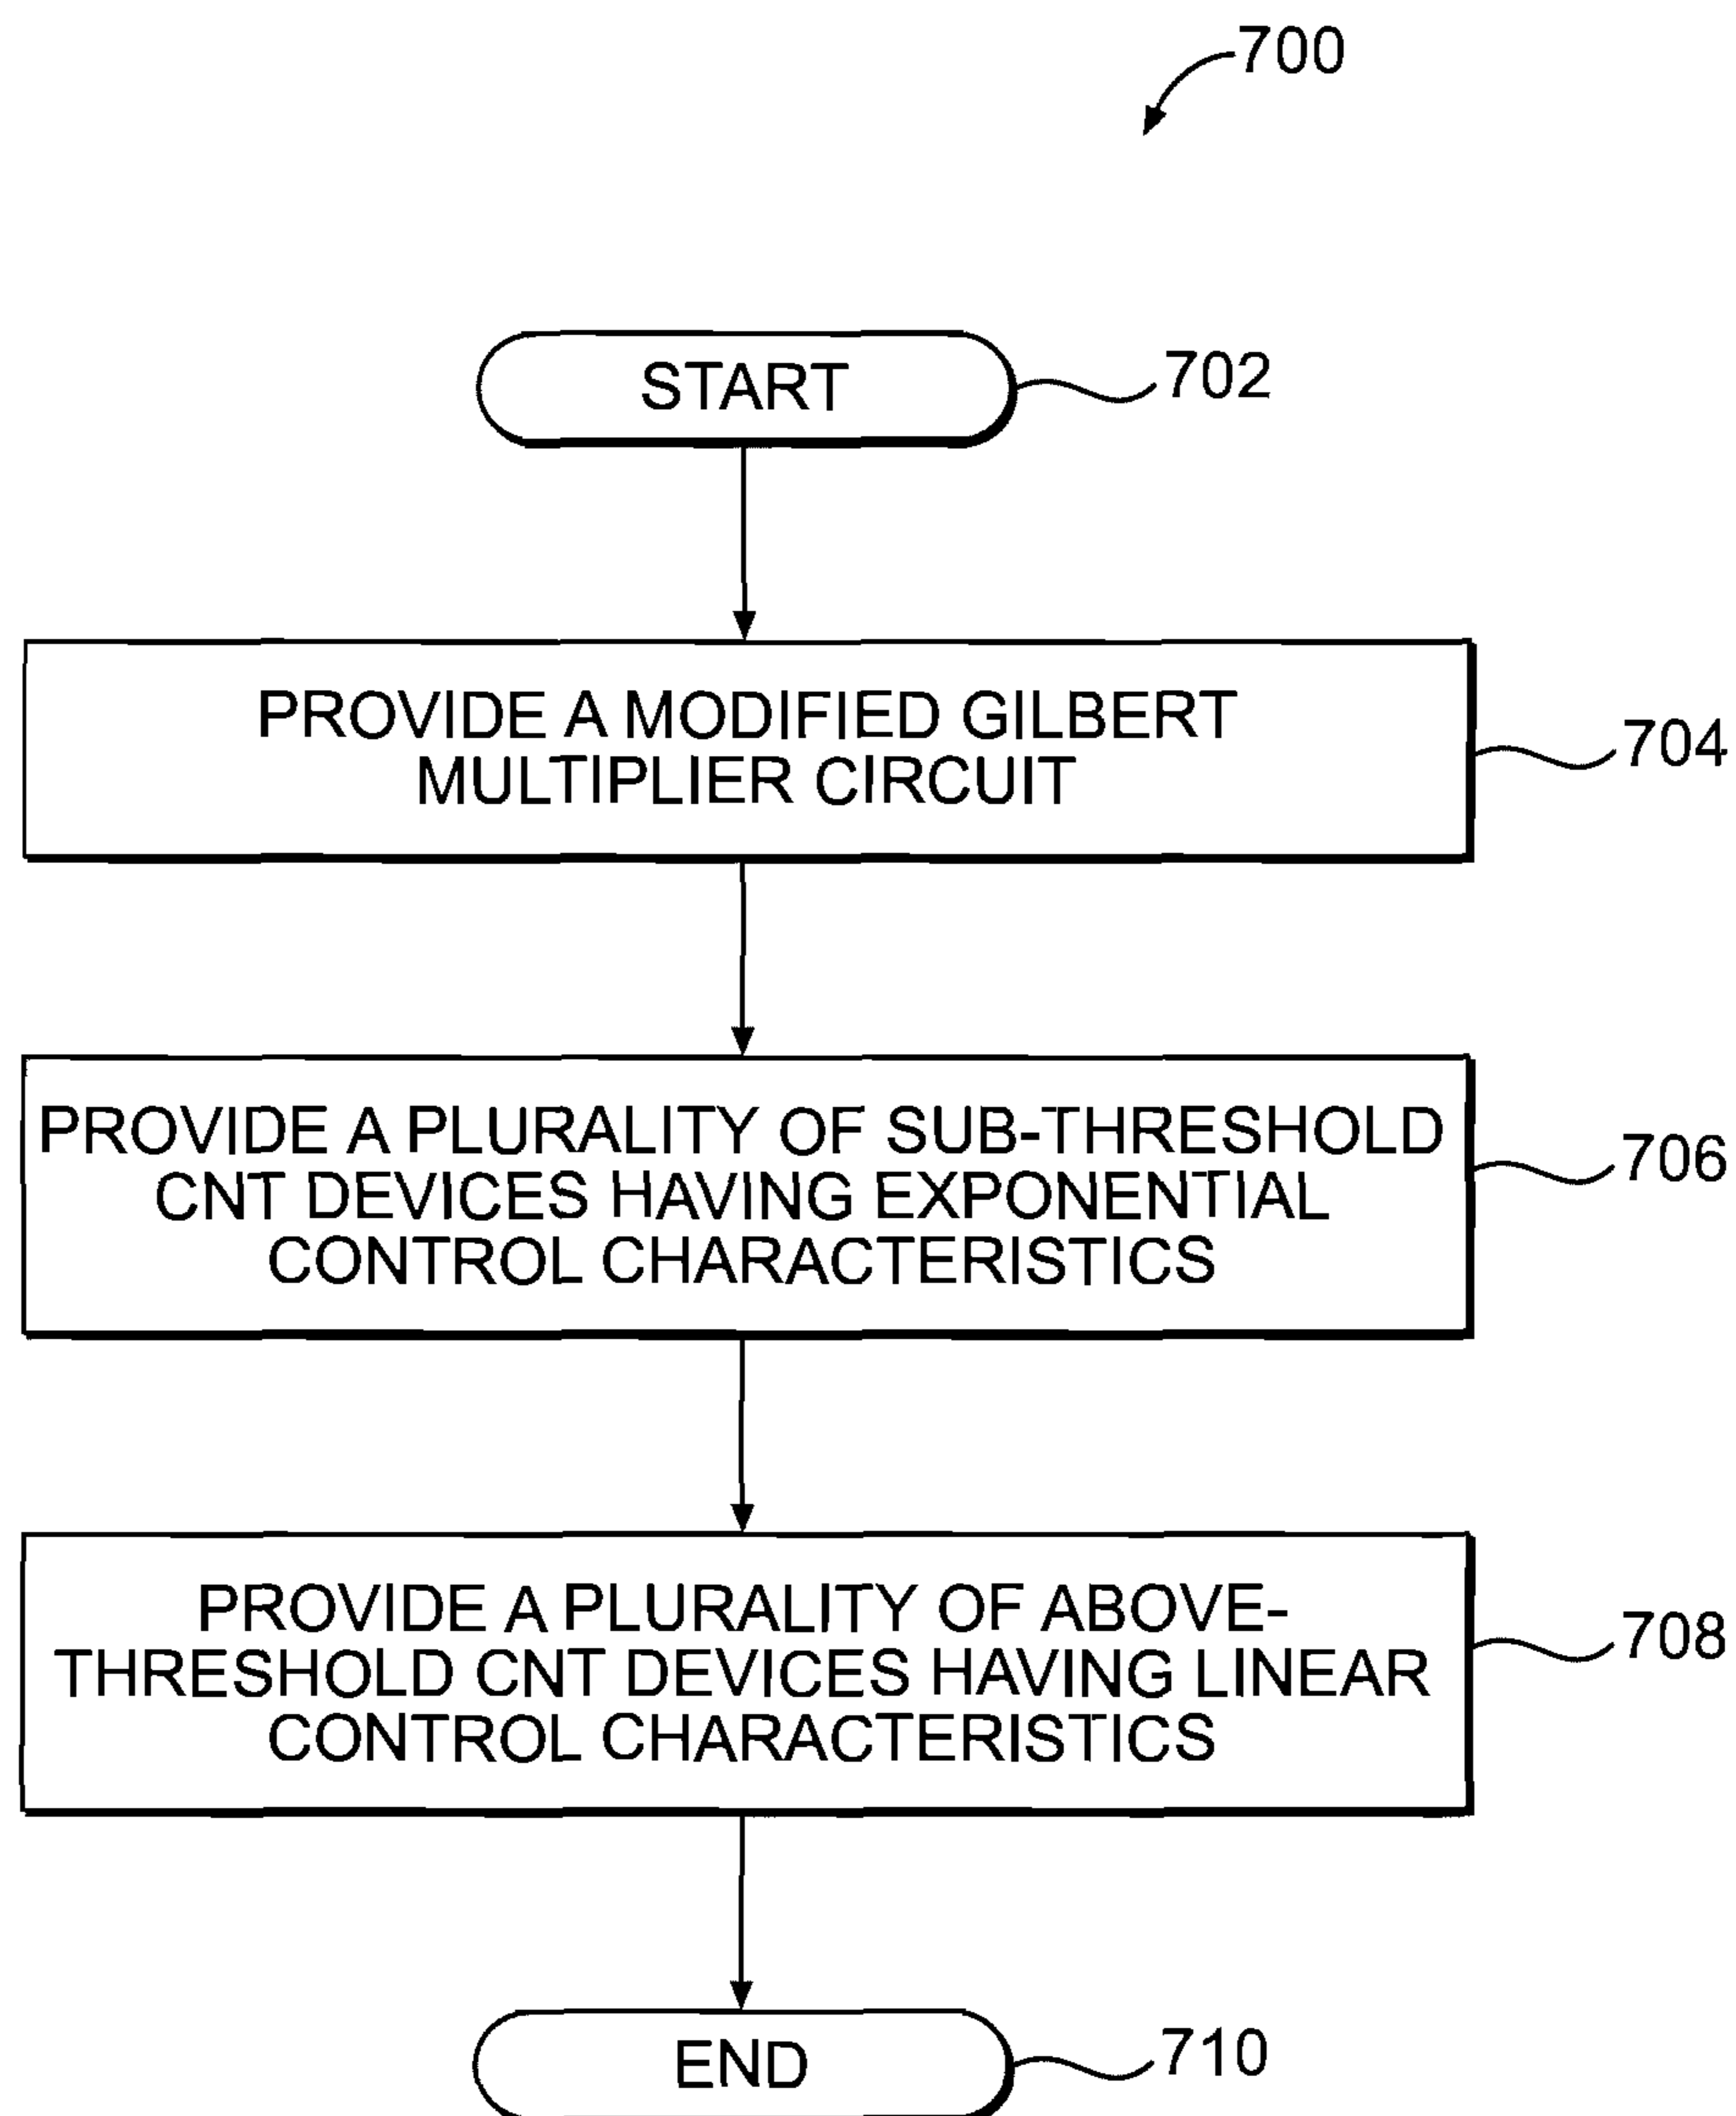 700
START
702
PROVIDE A MODIFIED GILBERT
MULTIPLIER CIRCUIT
704
PROVIDE A PLURALITY OF SUB-THRESHOLD
CNT DEVICES HAVING EXPONENTIAL
CONTROL CHARACTERISTICS
706
PROVIDE A PLURALITY OF ABOVE-
THRESHOLD CNT DEVICES HAVING LINEAR
CONTROL CHARACTERISTICS
708
END
710